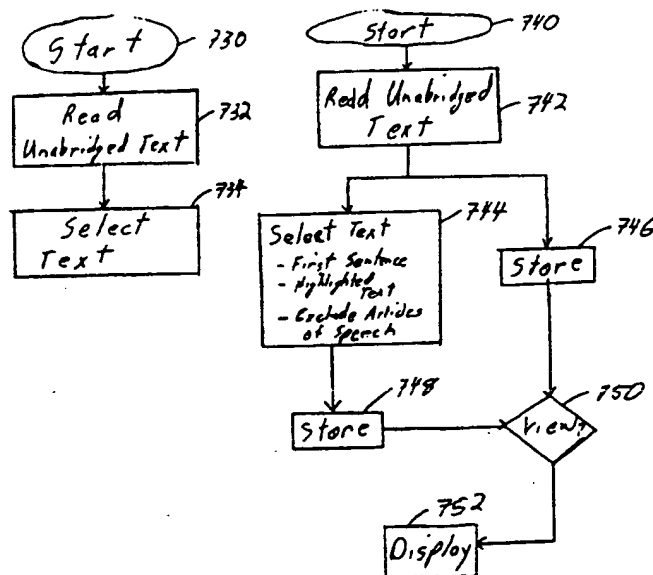 Start
730
Read
Unabridged Text
732
734
Select
Text
Start
740
Read Unabridged
Text
742
Select Text
- First Sentence
- Highlighted
Text
- Exclude Articles
of Speech
744
746
Store
748
Store
750
View?
752
Display